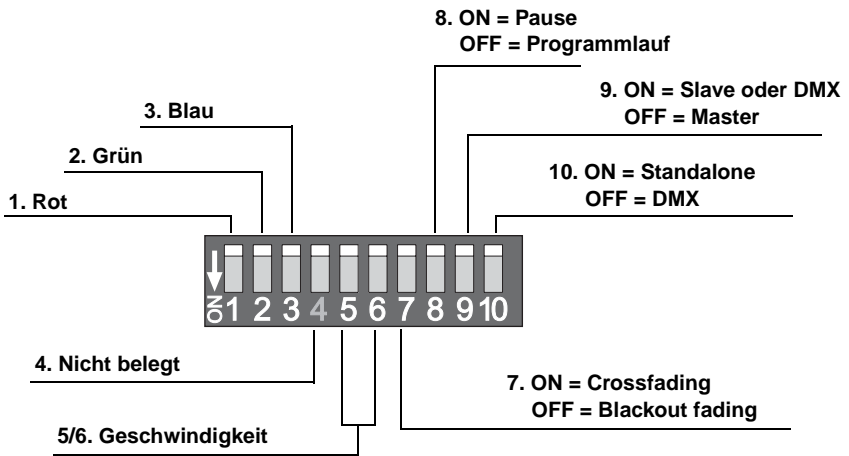 8. ON = Pause
OFF = Programmlauf
9. ON = Slave oder DMX
OFF = Master
3. Blau
2. Grün
10. ON = Standalone
OFF = DMX
1. Rot
ON
1 2 3 4 5 6 7 8 9 10
4. Nicht belegt
7. ON = Crossfading
OFF = Blackout fading
5/6. Geschwindigkeit